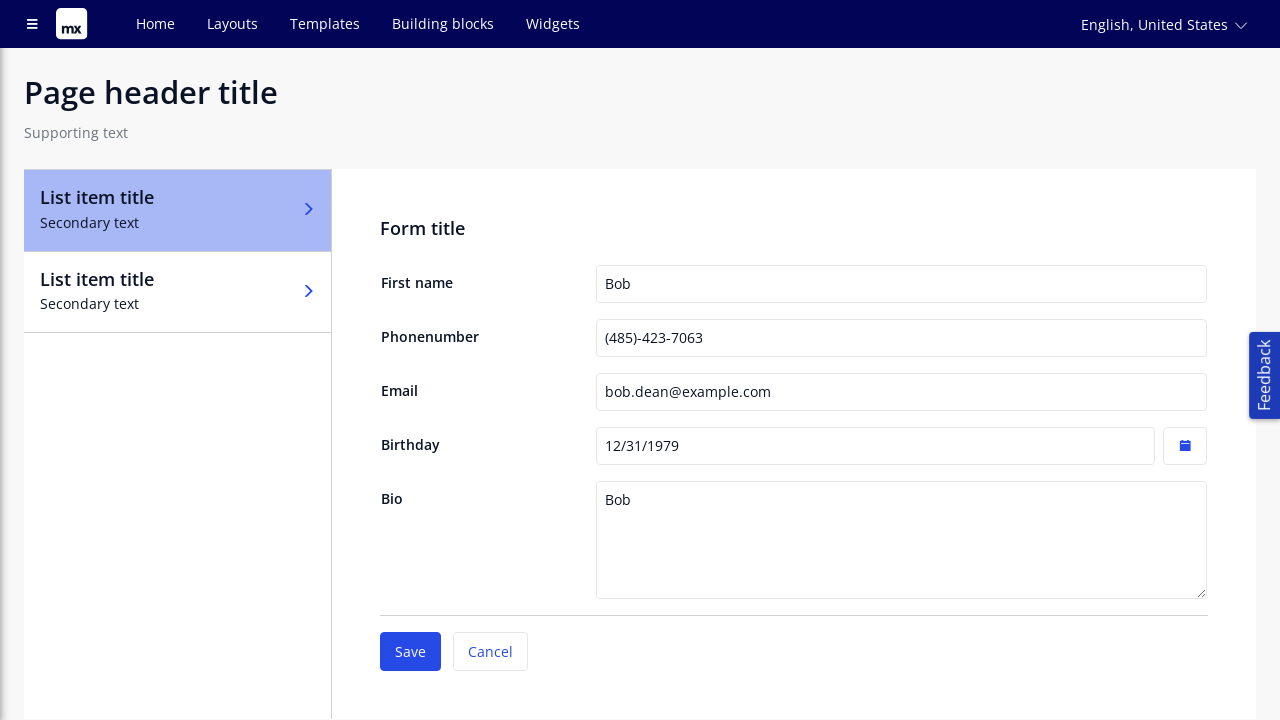 mx
Home
Layouts
Templates
Building blocks
Widgets
English, United States
Page header title
Supporting text
List item title
Secondary text
List item title
Secondary text
Form title
First name
Bob
Phonenumber
(485)-423-7063
Email
bob.dean@example.com
Birthday
12/31/1979
Bio
Bob
Save
Cancel
Feedback